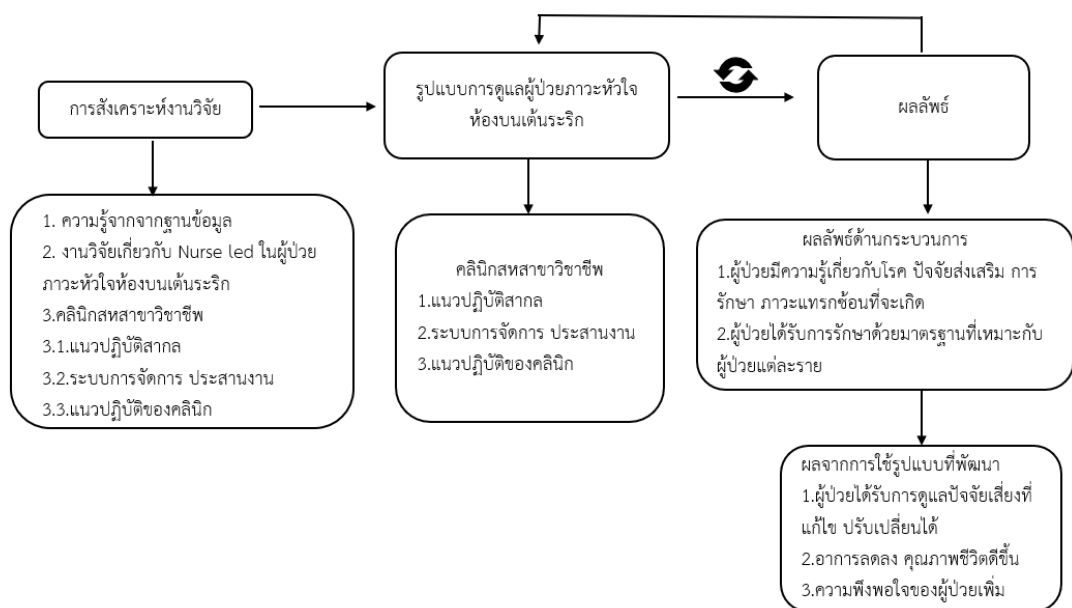 การสังเคราะห์งานวิจัย
รูปแบบการดูแลผู้ป่วยภาวะหัวใจ
ห้องบนเต้นระริก
ผลลัพธ์
1. ความรู้จากจากฐานข้อมูล
2. งานวิจัยเกี่ยวกับ Nurse led ในผู้ป่วย
ภาวะหัวใจห้องบนเต้นระริก
3.คลินิกสหสาขาวิชาชีพ
3.1.แนวปฏิบัติสากล
3.2.ระบบการจัดการ ประสานงาน
3.3.แนวปฏิบัติของคลินิก
คลินิกสหสาขาวิชาชีพ
1.แนวปฏิบัติสากล
2.ระบบการจัดการ ประสานงาน
3.แนวปฏิบัติของคลินิก
ผลลัพธ์ด้านกระบวนการ
1.ผู้ป่วยมีความรู้เกี่ยวกับโรค ปัจจัยส่งเสริม การ
รักษา ภาวะแทรกซ้อนที่จะเกิด
2.ผู้ป่วยได้รับการรักษาด้วยมาตรฐานที่เหมาะกับ
ผู้ป่วยแต่ละราย
ผลจากการใช้รูปแบบที่พัฒนา
1.ผู้ป่วยได้รับการดูแลปัจจัยเสี่ยงที่
แก้ไข ปรับเปลี่ยนได้
2.อาการลดลง คุณภาพชีวิตดีขึ้น
3.ความพึงพอใจของผู้ป่วยเพิ่ม